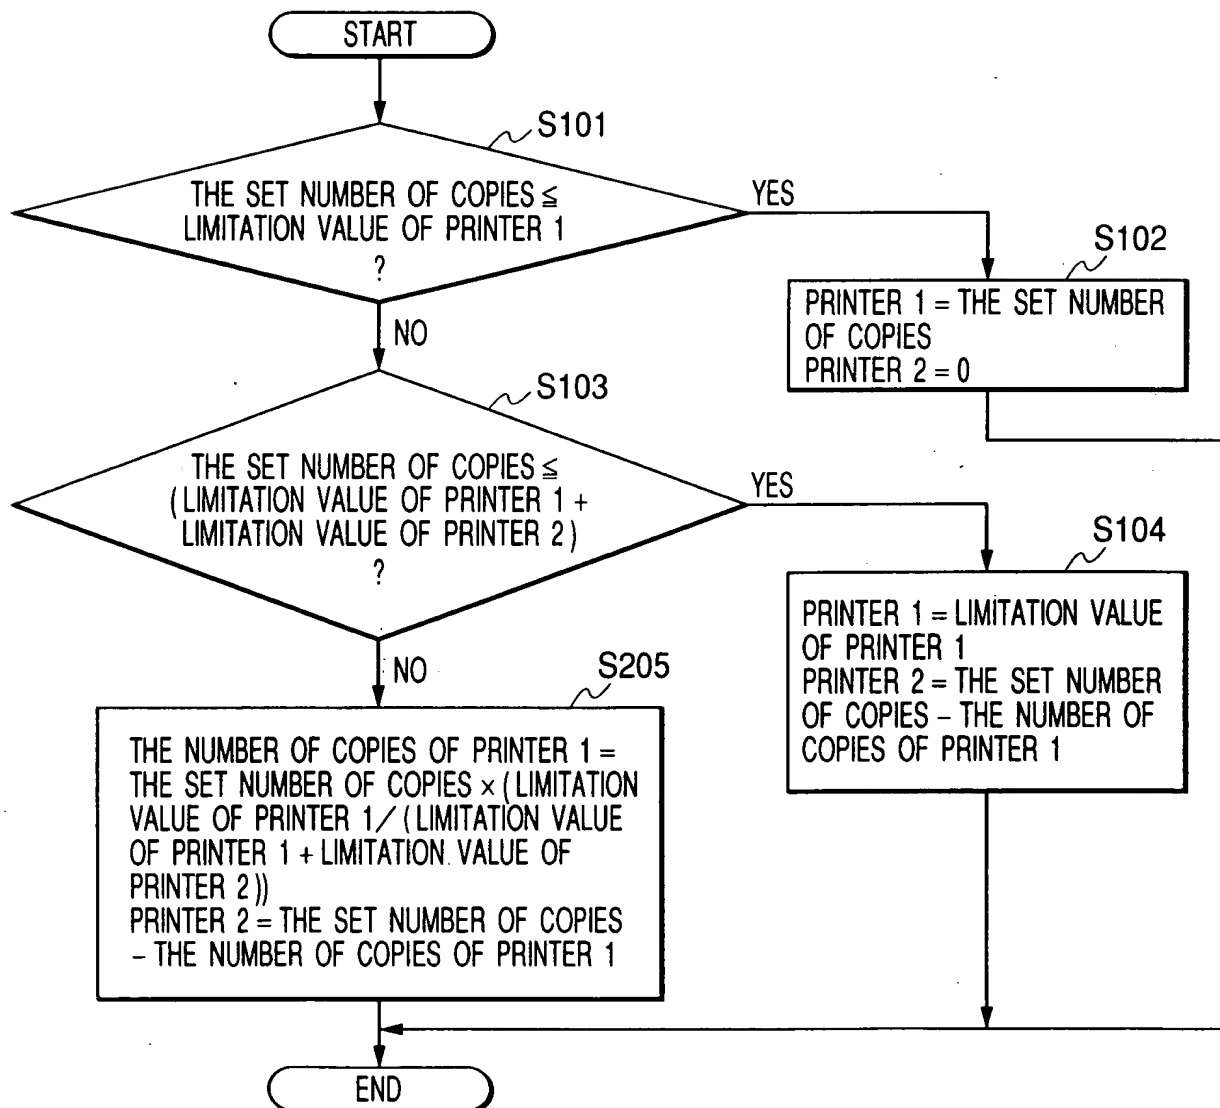 START
S101
THE SET NUMBER OF COPIES ≦
LIMITATION VALUE OF PRINTER 1
?
YES
S102
PRINTER 1 = THE SET NUMBER
OF COPIES
PRINTER 2 = 0
NO
S103
THE SET NUMBER OF COPIES ≦
(LIMITATION VALUE OF PRINTER 1 +
LIMITATION VALUE OF PRINTER 2)
?
YES
S104
PRINTER 1 = LIMITATION VALUE
OF PRINTER 1
PRINTER 2 = THE SET NUMBER
OF COPIES – THE NUMBER OF
COPIES OF PRINTER 1
NO
S205
THE NUMBER OF COPIES OF PRINTER 1 =
THE SET NUMBER OF COPIES × (LIMITATION
VALUE OF PRINTER 1 / (LIMITATION VALUE
OF PRINTER 1 + LIMITATION VALUE OF
PRINTER 2))
PRINTER 2 = THE SET NUMBER OF COPIES
– THE NUMBER OF COPIES OF PRINTER 1
END